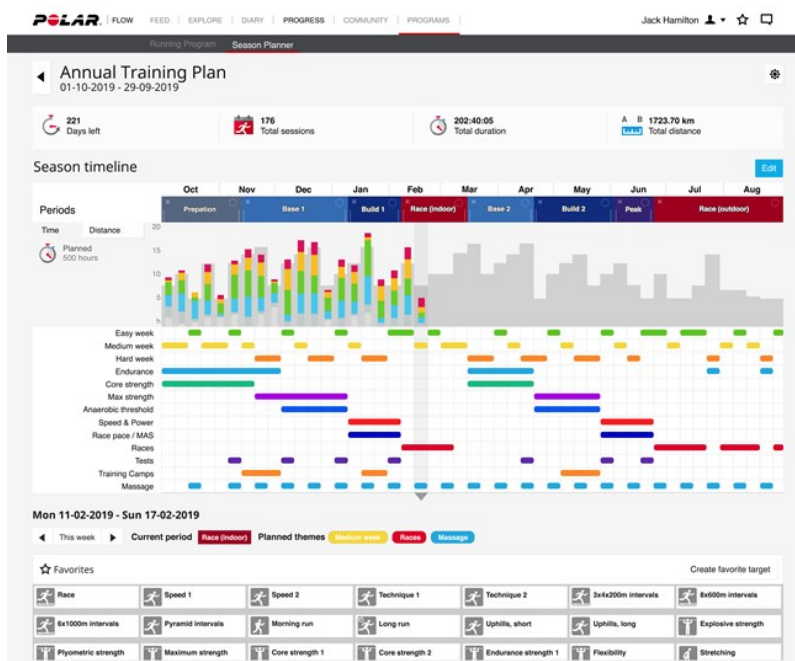 POLAR. FLOW FEED EXPLORE DIARY PROGRESS COMMUNITY PROGRAMS Jack Hamilton
Running Program Season Planner
Annual Training Plan
01-10-2019 - 29-09-2019
221
Days left
176
Total sessions
202:40:05
Total duration
A B
1723.70 km
Total distance
Season timeline
Edit
Oct Nov Dec Jan Feb Mar Apr May Jun Jul Aug
Periods
Prepation Base 1 Build 1 Race (indoor) Base 2 Build 2 Peak Race (outdoor)
Time Distance
Planned
500 hours
20
15
10
5
h
Easy week
Medium week
Hard week
Endurance
Core strength
Max strength
Anaerobic threshold
Speed & Power
Race pace / MAS
Races
Tests
Training Camps
Massage
Mon 11-02-2019 - Sun 17-02-2019
This week Current period Race (indoor) Planned themes Medium week Races Massage
Favorites Create favorite target
Race Speed 1 Speed 2 Technique 1 Technique 2 3x4x200m intervals 8x600m intervals
6x1000m intervals Pyramid intervals Morning run Long run Uphills, short Uphills, long Explosive strength
Plyometric strength Maximum strength Core strength 1 Core strength 2 Endurance strength 1 Flexibility Stretching